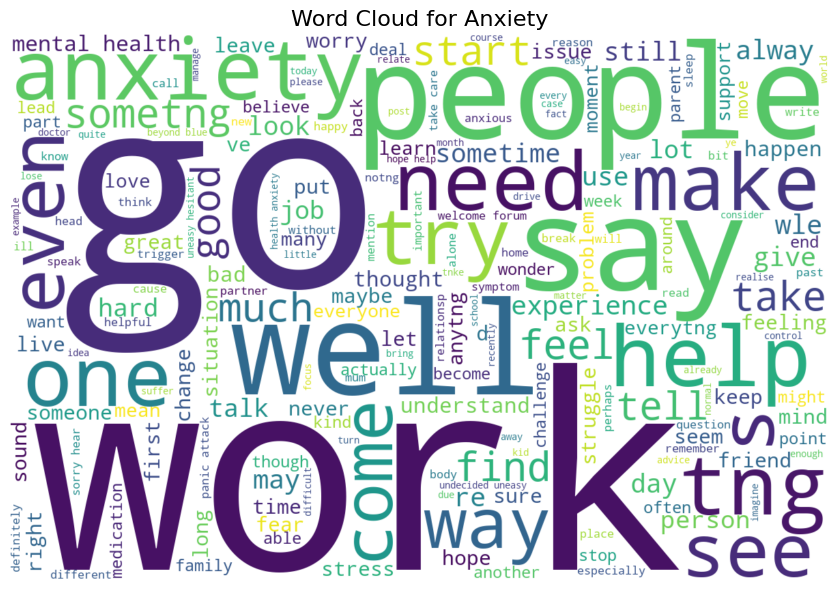 Word Cloud for Anxiety
mental health
leave
worry
deal
course
reason
start
issue
still
alway
anxiety
people
manage
call
today
please
relate
easy
sleep
world
sometng
believe
back
take care
every
case
fact
moment
support
parent
move
lead
part
look
new
happy
post
anxious
begin
write
doctor
quite
beyond blue
ve
learn
sometime
month
hope help
notng
year
lot
bit
ye
happen
know
lose
even
go
good
love
think
health anxiety
put
job
many
without
little
need
use
week
make
example
ill
head
speak
trigger
great
uneasy hesitant
mention
try
important
welcome forum
drive
alone
home
break
will
problem
around
say
consider
wle
end
past
give
realise
tnke
wonder
read
take
bad
thought
symptom
cause
partner
hard
helpful
want
live
idea
situation
much
maybe
everyone
relationsp
anytng
school
recently
d
experience
matter
ask
everytng
feeling
control
let
actually
bring
well
feel
help
already
one
change
suffer
focus
mum
become
challenge
perhaps
normal
tell
keep
might
mind
someone
mean
talk
never
kind
understand
struggle
question
seem
remember
point
sound
sorry hear
first
panic attack
though
turn
come
away
kid
find
advice
friend
s
enough
work
may
time
fear
able
difficult
body
undecided uneasy
due
re
sure
way
day
person
often
imagine
tng
definitely
right
medication
long
family
stress
hope
another
place
stop
especially
see
different